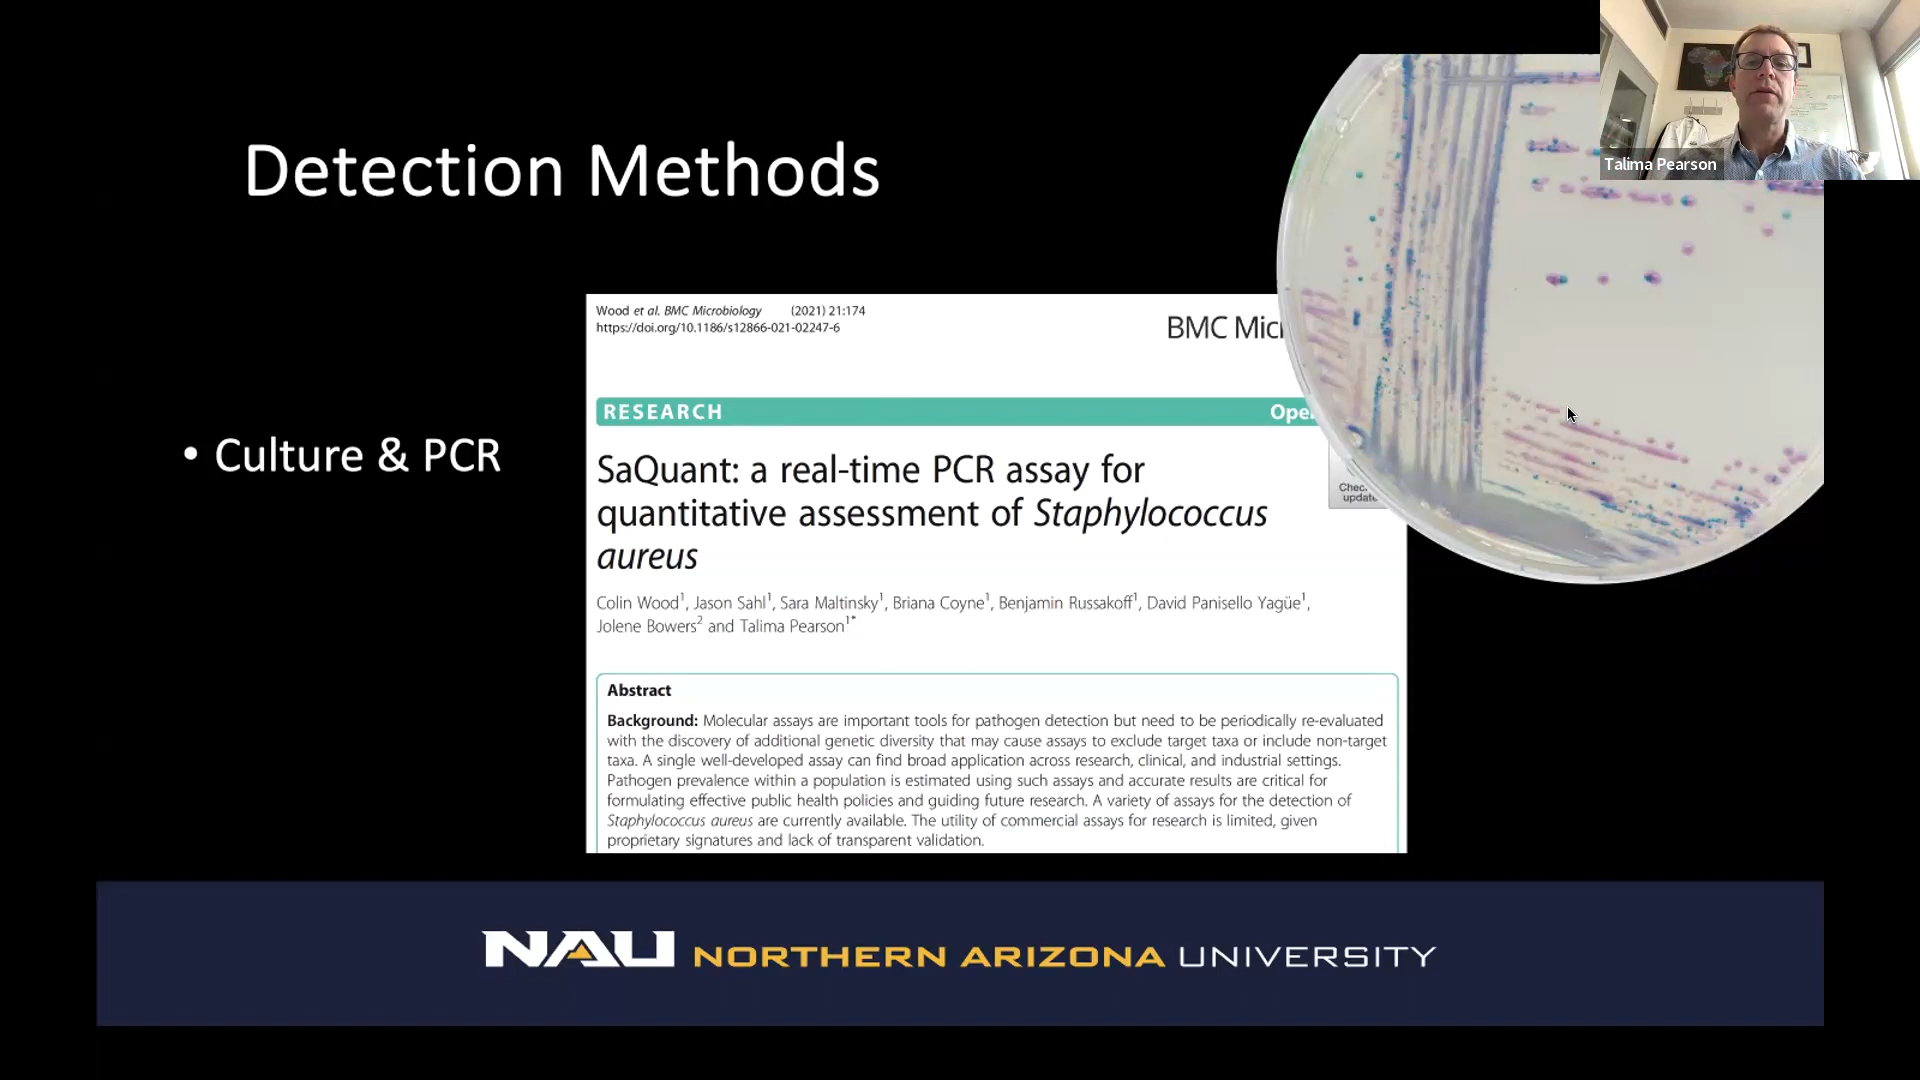 Talima Pearson
Detection Methods
• Culture & PCR
Wood et al. BMC Microbiology (2021) 21:174
https://doi.org/10.1186/s12866-021-02247-6
BMC Mic
RESEARCH
Open
SaQuant: a real-time PCR assay for
quantitative assessment of Staphylococcus
aureus
Chec
update
Colin Wood1, Jason Sahl1, Sara Maltinsky1, Briana Coyne1, Benjamin Russakoff1, David Panisello Yagüe1,
Jolene Bowers2 and Talima Pearson1*
Abstract
Background: Molecular assays are important tools for pathogen detection but need to be periodically re-evaluated
with the discovery of additional genetic diversity that may cause assays to exclude target taxa or include non-target
taxa. A single well-developed assay can find broad application across research, clinical, and industrial settings.
Pathogen prevalence within a population is estimated using such assays and accurate results are critical for
formulating effective public health policies and guiding future research. A variety of assays for the detection of
Staphylococcus aureus are currently available. The utility of commercial assays for research is limited, given
proprietary signatures and lack of transparent validation.
NAU NORTHERN ARIZONA UNIVERSITY